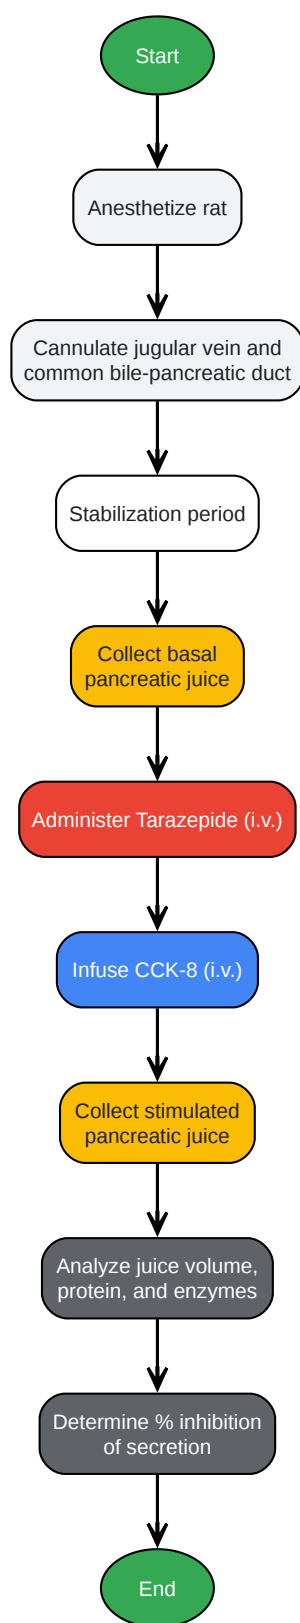 Start
Anesthetize rat
Cannulate jugular vein and
common bile-pancreatic duct
Stabilization period
Collect basal
pancreatic juice
Administer Tarazepide (i.v.)
Infuse CCK-8 (i.v.)
Collect stimulated
pancreatic juice
Analyze juice volume,
protein, and enzymes
Determine % inhibition
of secretion
End